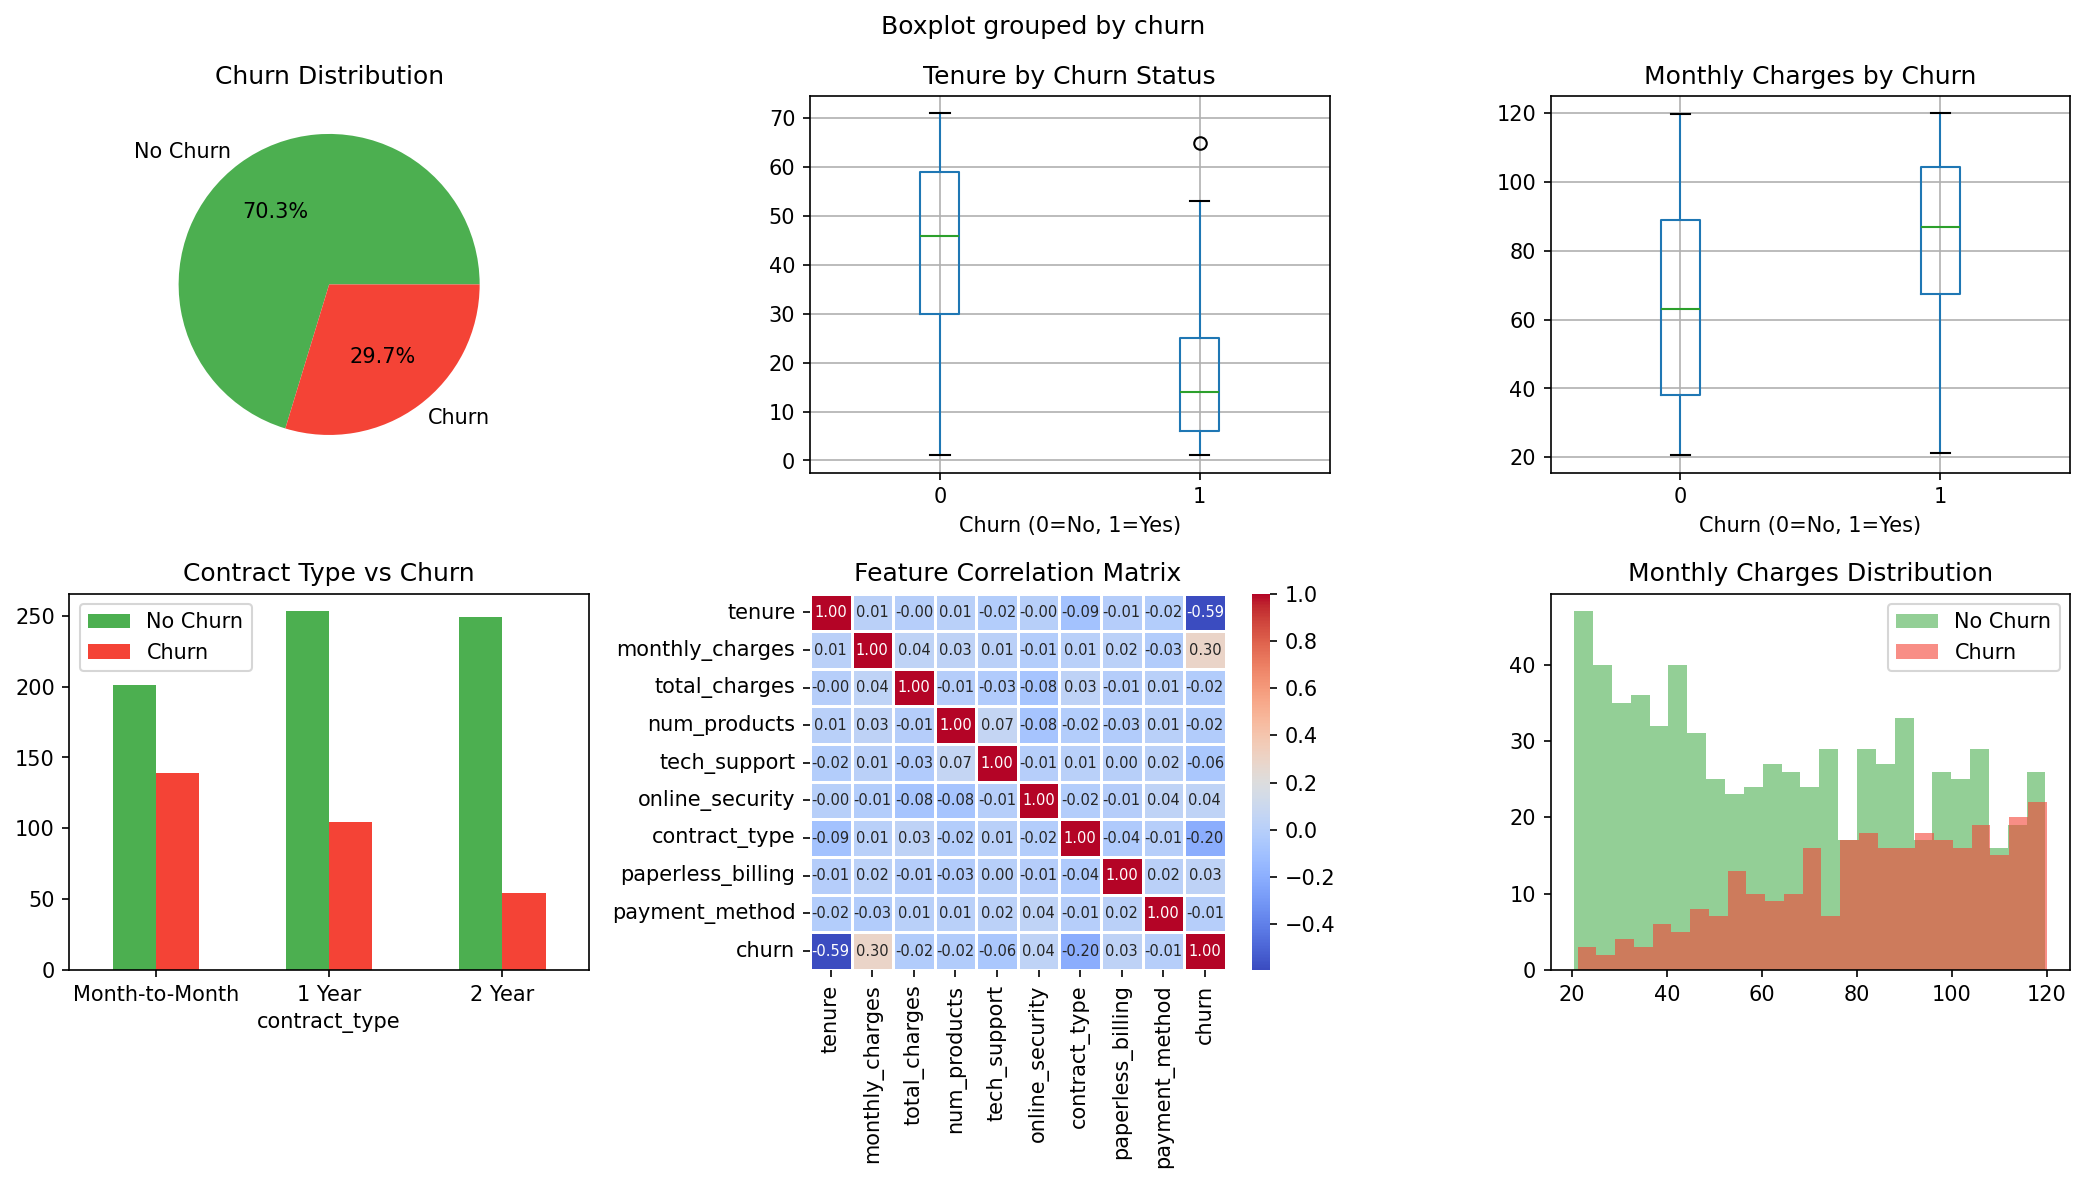 Boxplot grouped by churn
Churn Distribution
No Churn
70.3%
29.7%
Churn
Tenure by Churn Status
70
60
50
40
30
20
10
0
0 1
Churn (0=No, 1=Yes)
Monthly Charges by Churn
120
100
80
60
40
20
0 1
Churn (0=No, 1=Yes)
Contract Type vs Churn
No Churn
Churn
250
200
150
100
50
0
Month-to-Month 1 Year 2 Year
contract_type
Feature Correlation Matrix
tenure 1.00 0.01 -0.00 0.01 -0.02 -0.00 -0.09 -0.01 -0.02 -0.59
monthly_charges 0.01 1.00 0.04 0.03 0.01 -0.01 0.01 0.02 -0.03 0.30
total_charges -0.00 0.04 1.00 -0.01 -0.03 -0.08 0.03 -0.01 0.01 -0.02
num_products 0.01 0.03 -0.01 1.00 0.07 -0.08 -0.02 -0.03 0.01 -0.02
tech_support -0.02 0.01 -0.03 0.07 1.00 -0.01 0.01 0.00 0.02 -0.06
online_security -0.00 -0.01 -0.08 -0.08 -0.01 1.00 -0.02 -0.01 0.04 0.04
contract_type -0.09 0.01 0.03 -0.02 0.01 -0.02 1.00 -0.04 -0.01 -0.20
paperless_billing -0.01 0.02 -0.01 -0.03 0.00 -0.01 -0.04 1.00 0.02 0.03
payment_method -0.02 -0.03 0.01 0.01 0.02 0.04 -0.01 0.02 1.00 -0.01
churn -0.59 0.30 -0.02 -0.02 -0.06 0.04 -0.20 0.03 -0.01 1.00
tenure
monthly_charges
total_charges
num_products
tech_support
online_security
contract_type
paperless_billing
payment_method
churn
1.0
0.8
0.6
0.4
0.2
0.0
−0.2
−0.4
Monthly Charges Distribution
No Churn
Churn
40
30
20
10
0
20 40 60 80 100 120